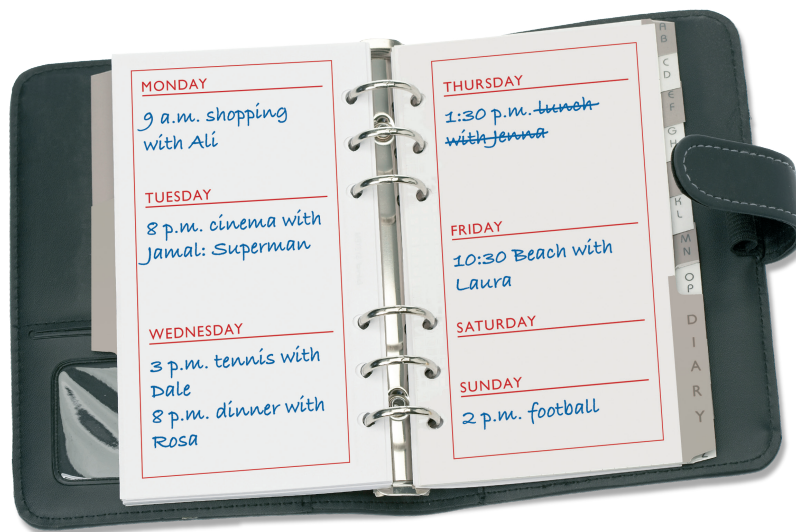 MONDAY
9 a.m. shopping
with Ali
TUESDAY
8 p.m. cinema with
Jamal: Superman
WEDNESDAY
3 p.m. tennis with
Dale
8 p.m. dinner with
Rosa
THURSDAY
1:30 p.m. lunch
with Jenna
FRIDAY
10:30 Beach with
Laura
SATURDAY
SUNDAY
2 p.m. football
B
C
D
E
F
G
H
K
L
M
N
O
P
DIARY